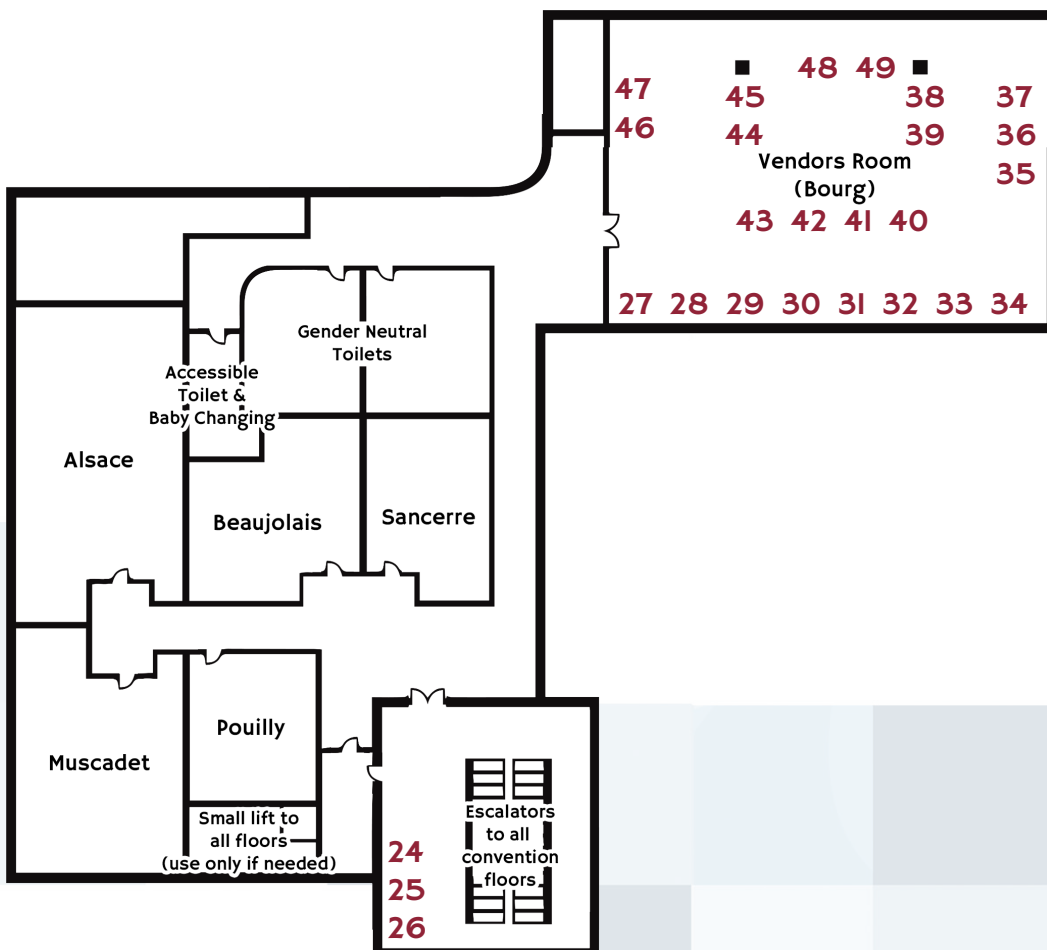 48 49
47
45
38
37
46
44
39
36
Vendors Room
(Bourg)
35
43 42 41 40
27 28 29 30 31 32 33 34
Gender Neutral
Toilets
Accessible
Toilet &
Baby Changing
Alsace
Beaujolais
Sancerre
Pouilly
Muscadet
Small lift to
all floors
(use only if needed)
Escalators
to all
convention
floors
24
25
26